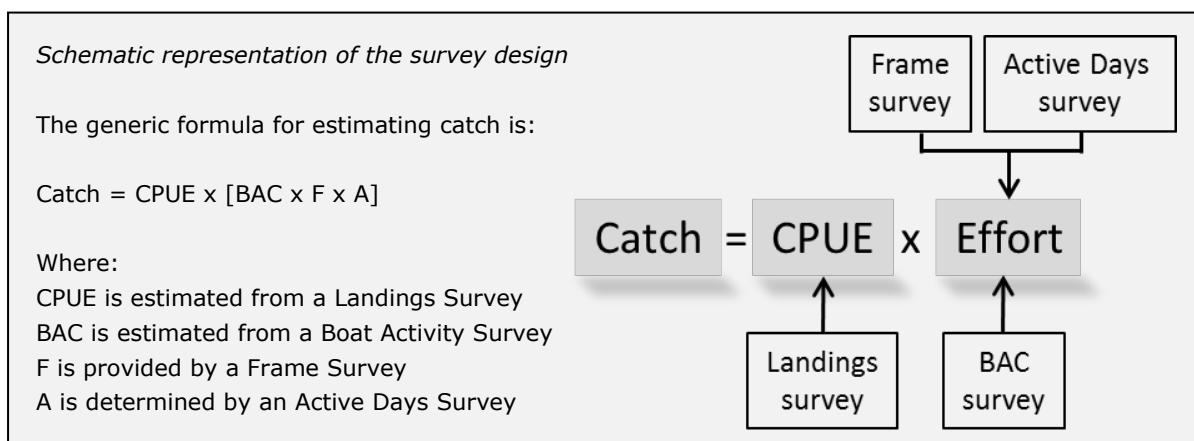 Schematic representation of the survey design
The generic formula for estimating catch is:
Catch = CPUE x [BAC x F x A]
Where:
CPUE is estimated from a Landings Survey
BAC is estimated from a Boat Activity Survey
F is provided by a Frame Survey
A is determined by an Active Days Survey
Frame
survey
Active Days
survey
Catch = CPUE x Effort
Landings
survey
BAC
survey